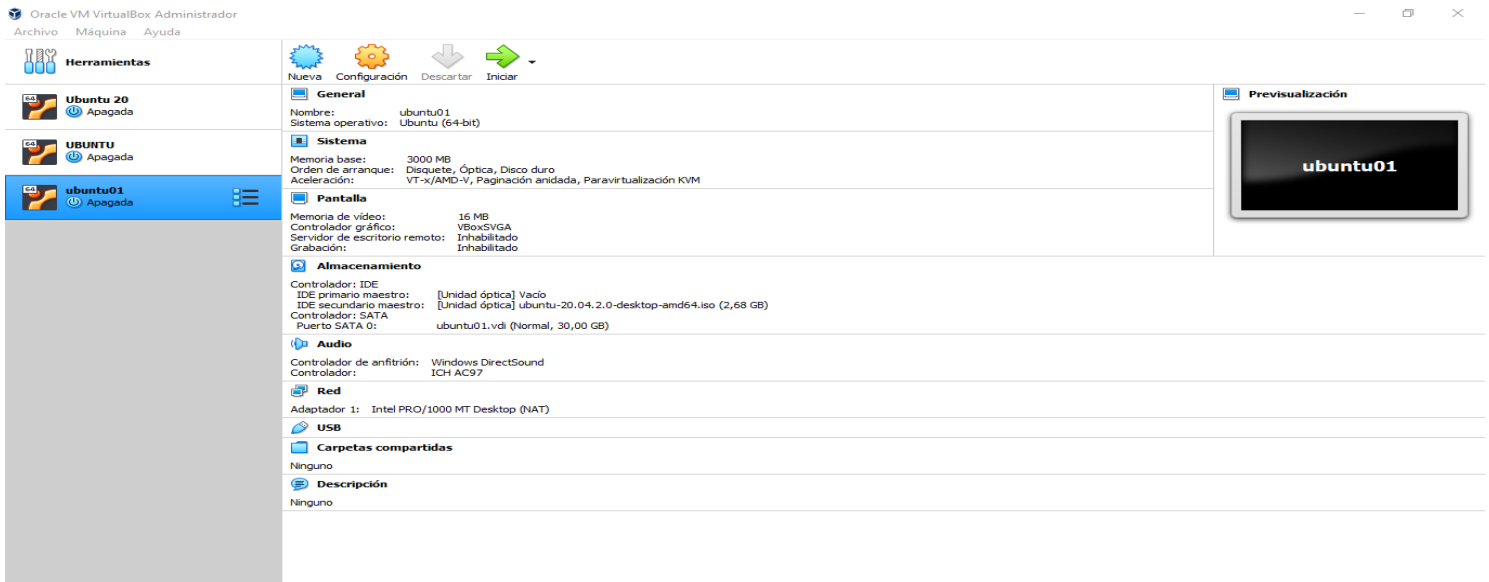 Oracle VM VirtualBox Administrador
Archivo Máquina Ayuda
Herramientas
64 Ubuntu 20
Apagada
64 UBUNTU
Apagada
64 ubuntu01
Apagada
Nueva Configuración Descartar Iniciar
General
Nombre: ubuntu01
Sistema operativo: Ubuntu (64-bit)
Sistema
Memoria base: 3000 MB
Orden de arranque: Disquete, Óptica, Disco duro
Aceleración: VT-x/AMD-V, Paginación anidada, Paravirtualización KVM
Pantalla
Memoria de vídeo: 16 MB
Controlador gráfico: VBoxSVGA
Servidor de escritorio remoto: Inhabilitado
Grabación: Inhabilitado
Almacenamiento
Controlador: IDE
IDE primario maestro: [Unidad óptica] Vacío
IDE secundario maestro: [Unidad óptica] ubuntu-20.04.2.0-desktop-amd64.iso (2,68 GB)
Controlador: SATA
Puerto SATA 0: ubuntu01.vdi (Normal, 30,00 GB)
Audio
Controlador de anfitrión: Windows DirectSound
Controlador: ICH AC97
Red
Adaptador 1: Intel PRO/1000 MT Desktop (NAT)
USB
Carpetas compartidas
Ninguno
Descripción
Ninguno
Previsualización
ubuntu01